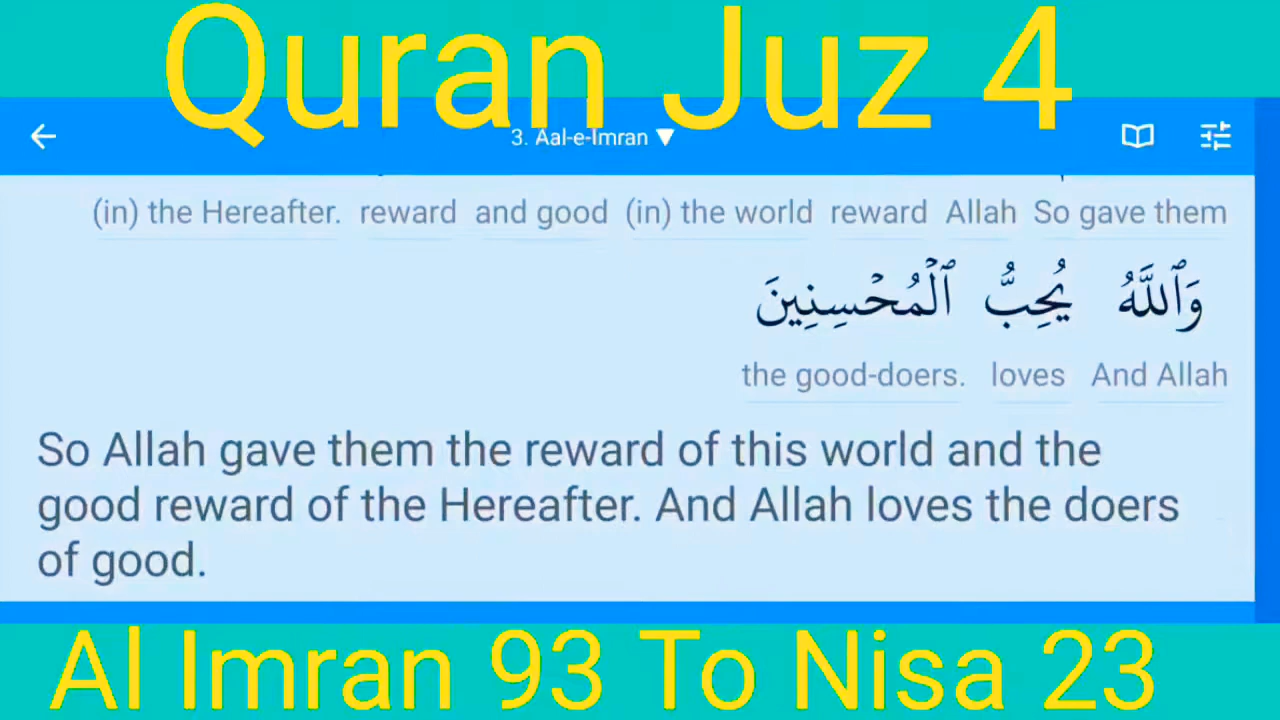 Quran Juz 4
3. Aal-e-Imran ▼
(in) the Hereafter. reward and good (in) the world reward Allah So gave them
وَٱللَّهُ يُحِبُّ ٱلْمُحْسِنِينَ
the good-doers. loves And Allah
So Allah gave them the reward of this world and the
good reward of the Hereafter. And Allah loves the doers
of good.
Al Imran 93 To Nisa 23